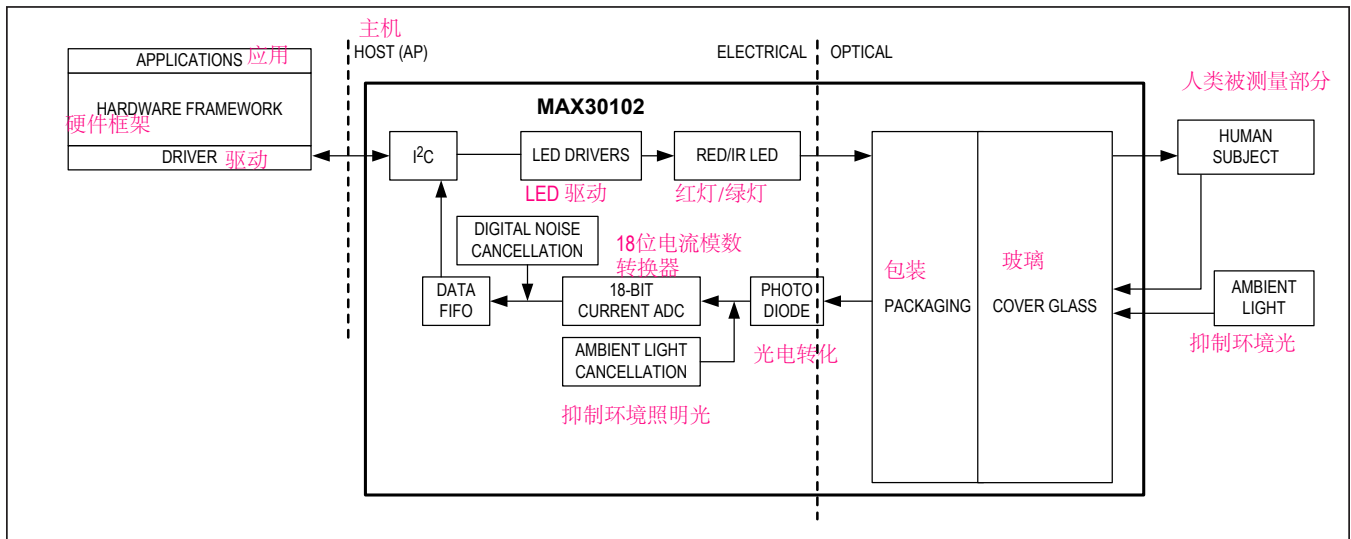 主机
HOST (AP)
ELECTRICAL
OPTICAL
APPLICATIONS 应用
HARDWARE FRAMEWORK
硬件框架
DRIVER 驱动
MAX30102
人类被测量部分
I²C
LED DRIVERS
RED/IR LED
HUMAN
SUBJECT
LED 驱动
红灯/绿灯
DIGITAL NOISE
CANCELLATION
18位电流模数
转换器
包装
玻璃
DATA
FIFO
18-BIT
CURRENT ADC
PHOTO
DIODE
PACKAGING
COVER GLASS
AMBIENT
LIGHT
AMBIENT LIGHT
CANCELLATION
光电转化
抑制环境光
抑制环境照明光